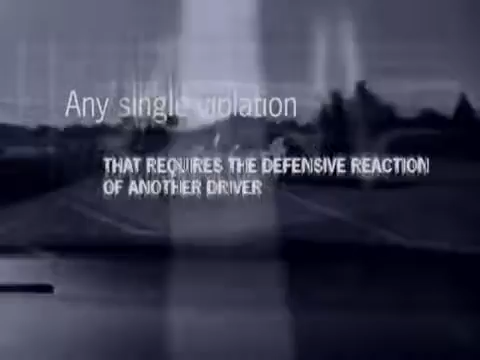 Any single violation
THAT REQUIRES THE DEFENSIVE REACTION
OF ANOTHER DRIVER